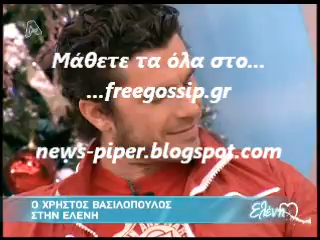 Μάθετε τα όλα στο...
...freegossip.gr
news-piper.blogspot.com
Ο ΧΡΗΣΤΟΣ ΒΑΣΙΛΟΠΟΥΛΟΣ
ΣΤΗΝ ΕΛΕΝΗ
Ελένη